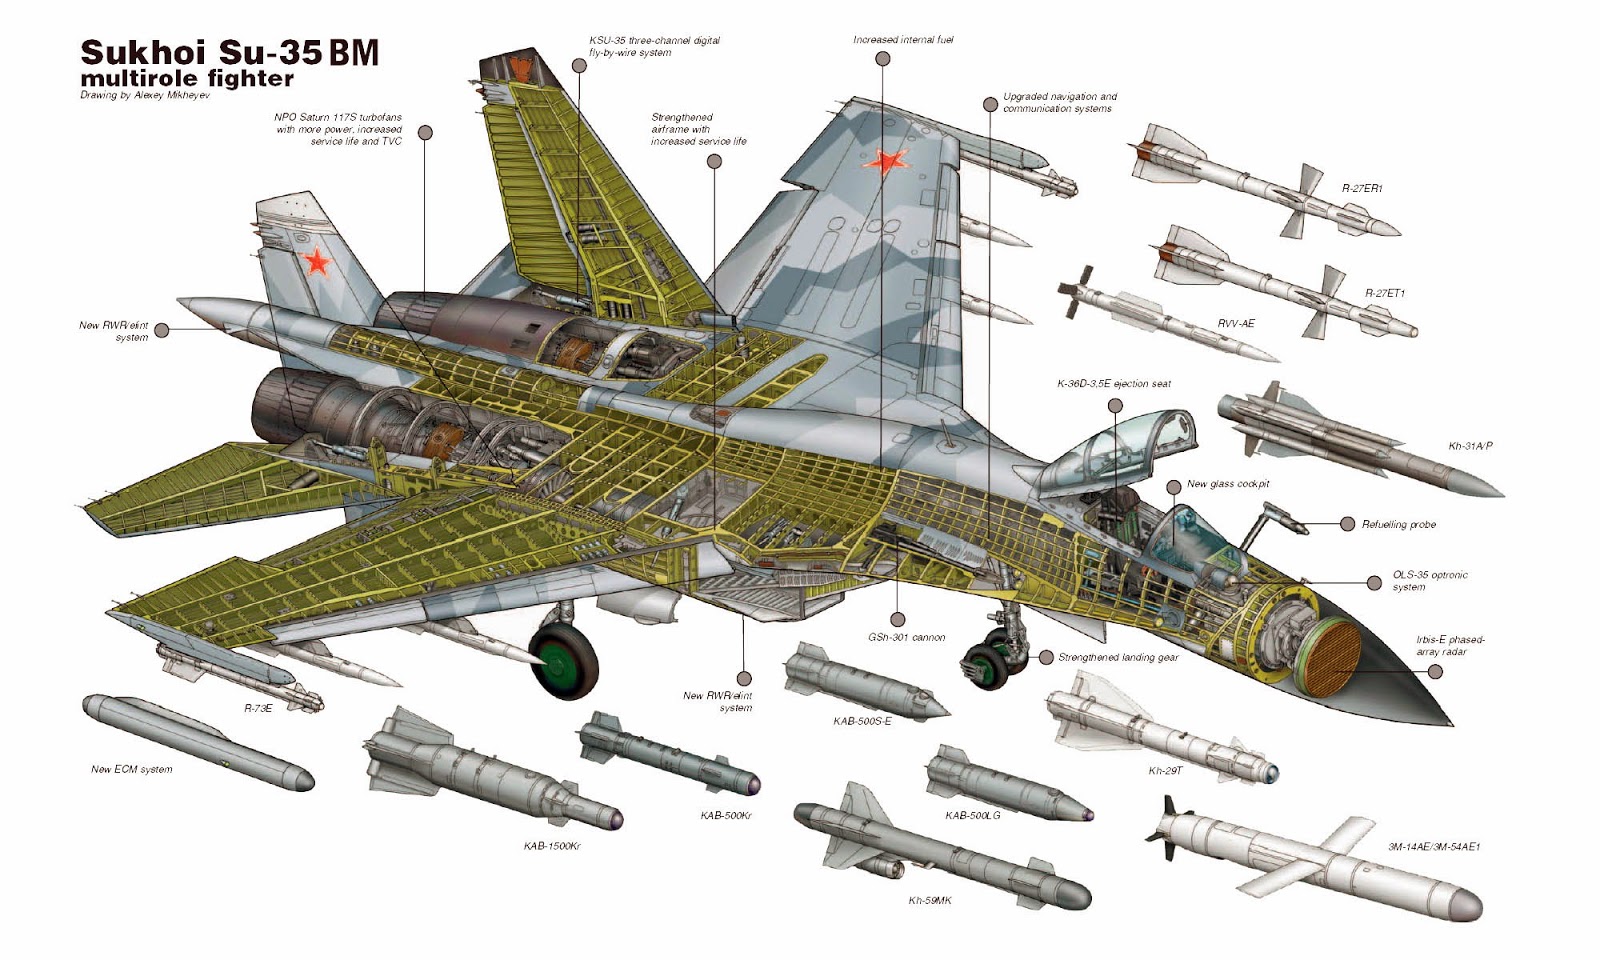 Sukhoi Su-35 BM
multirole fighter
Drawing by Alexey Mikheyev
KSU-35 three-channel digital
fly-by-wire system
Increased internal fuel
Upgraded navigation and
communication systems
NPO Saturn 117S turbofans
with more power, increased
service life and TVC
Strengthened
airframe with
increased service life
R-27ER1
R-27ET1
RVV-AE
New RWR/elint
system
K-36D-3,5E ejection seat
Kh-31A/P
New glass cockpit
Refuelling probe
OLS-35 optronic
system
GSh-301 cannon
Irbis-E phased-
array radar
Strengthened landing gear
New RWR/elint
system
R-73E
KAB-500S-E
New ECM system
Kh-29T
KAB-500Kr
KAB-500LG
KAB-1500Kr
3M-14AE/3M-54AE1
Kh-59MK